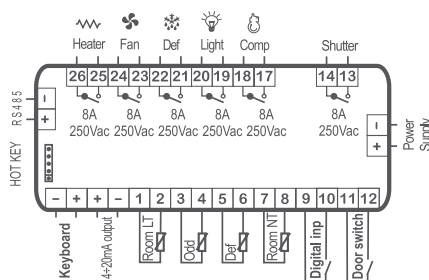 Heater Fan Def Light Comp Shutter
26 25 24 23 22 21 20 19 18 17 14 13
8A 8A 8A 8A 8A 8A
250Vac 250Vac 250Vac 250Vac 250Vac 250Vac
RS485
- +
HOT KEY
- +
Power
Supply
- + + - 1 2 3 4 5 6 7 8 9 10 11 12
Keyboard
4÷20mA output
Room LT
Odd
Def
Room NT
Digital inp
Door switch